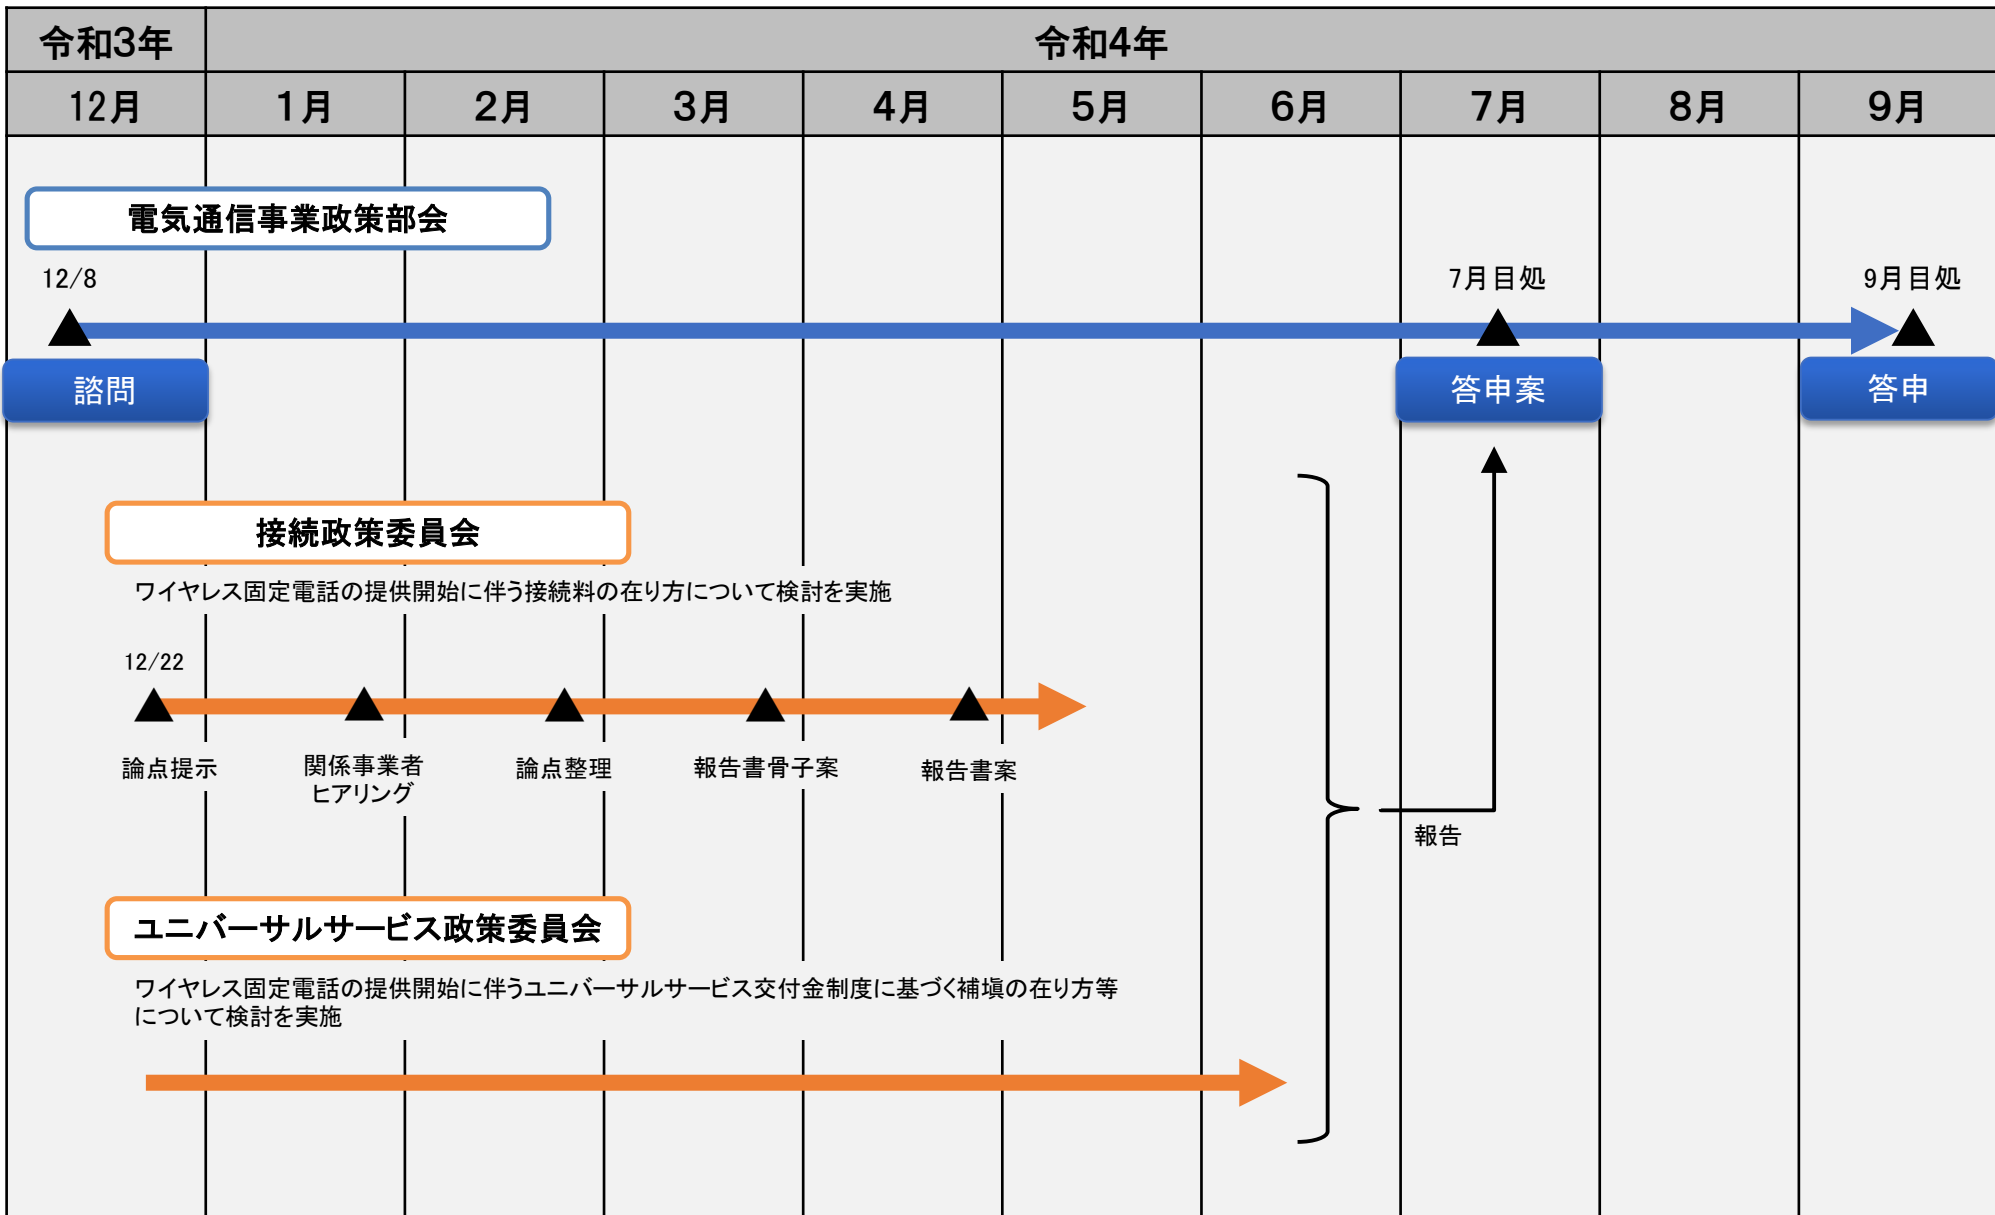 令和3年
令和4年
12月
1月
2月
3月
4月
5月
6月
7月
8月
9月
電気通信事業政策部会
12/8
7月目処
9月目処
諮問
答申案
答申
接続政策委員会
ワイヤレス固定電話の提供開始に伴う接続料の在り方について検討を実施
12/22
論点提示
関係事業者
ヒアリング
論点整理
報告書骨子案
報告書案
報告
ユニバーサルサービス政策委員会
ワイヤレス固定電話の提供開始に伴うユニバーサルサービス交付金制度に基づく補塡の在り方等
について検討を実施